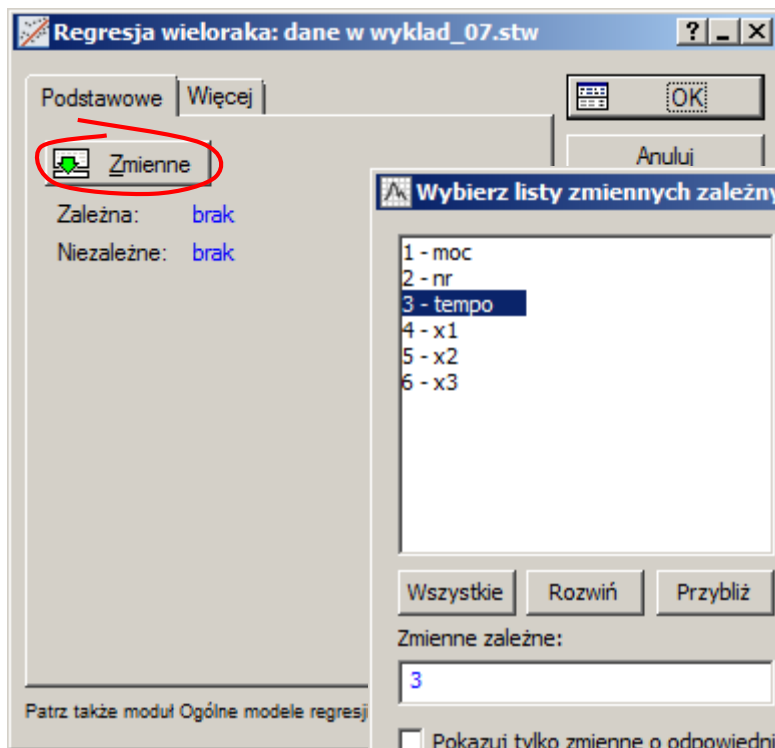 Regresja wieloraka: dane w wyklad_07.stw
Podstawowe
Więcej
OK
Anuluj
Zmienne
Zależna: brak
Niezależne: brak
Wybierz listy zmiennych zależny
1 - moc
2 - nr
3 - tempo
4 - x1
5 - x2
6 - x3
Wszystkie
Rozwiń
Przybliż
Zmienne zależne:
3
Patrz także moduł Ogólne modele regresji
Pokazuj tylko zmienne o odpowiedni